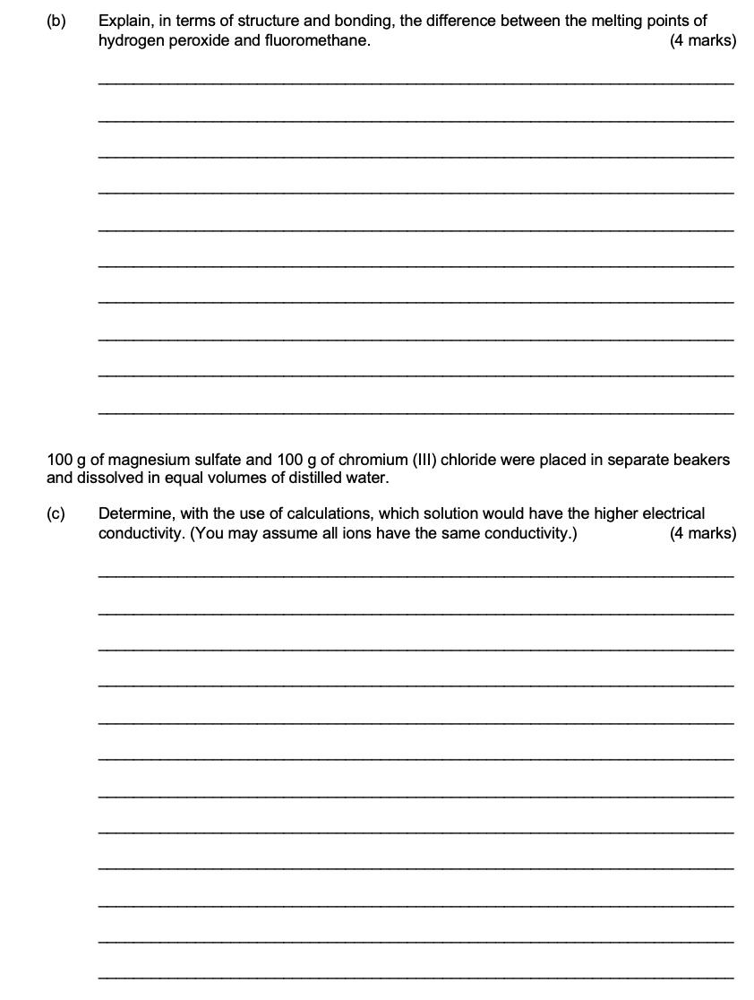 (b) Explain, in terms of structure and bonding, the difference between the melting points of
hydrogen peroxide and fluoromethane. (4 marks)
100 g of magnesium sulfate and 100 g of chromium (III) chloride were placed in separate beakers
and dissolved in equal volumes of distilled water.
(c) Determine, with the use of calculations, which solution would have the higher electrical
conductivity. (You may assume all ions have the same conductivity.) (4 marks)